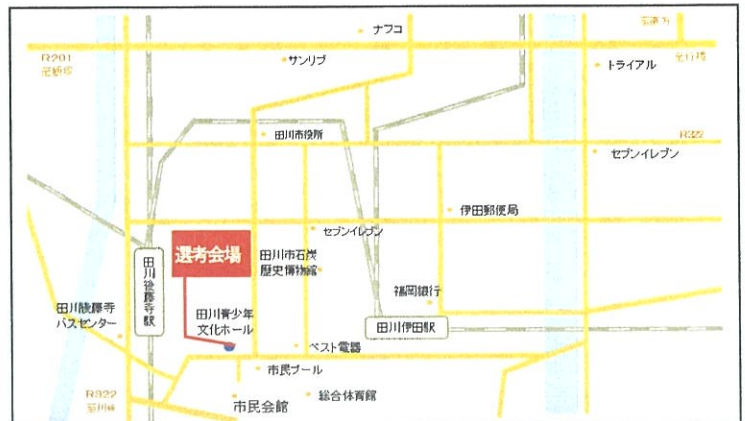 ナフコ
R201
サンリブ
トライアル
田川市役所
R322
セブンイレブン
伊田郵便局
セブンイレブン
選考会場
田川市石炭
歴史博物館
田川後藤寺駅
福岡銀行
田川後藤寺
バスセンター
田川青少年
文化ホール
田川伊田駅
ベスト電器
市民プール
R322
総合体育館
市民会館